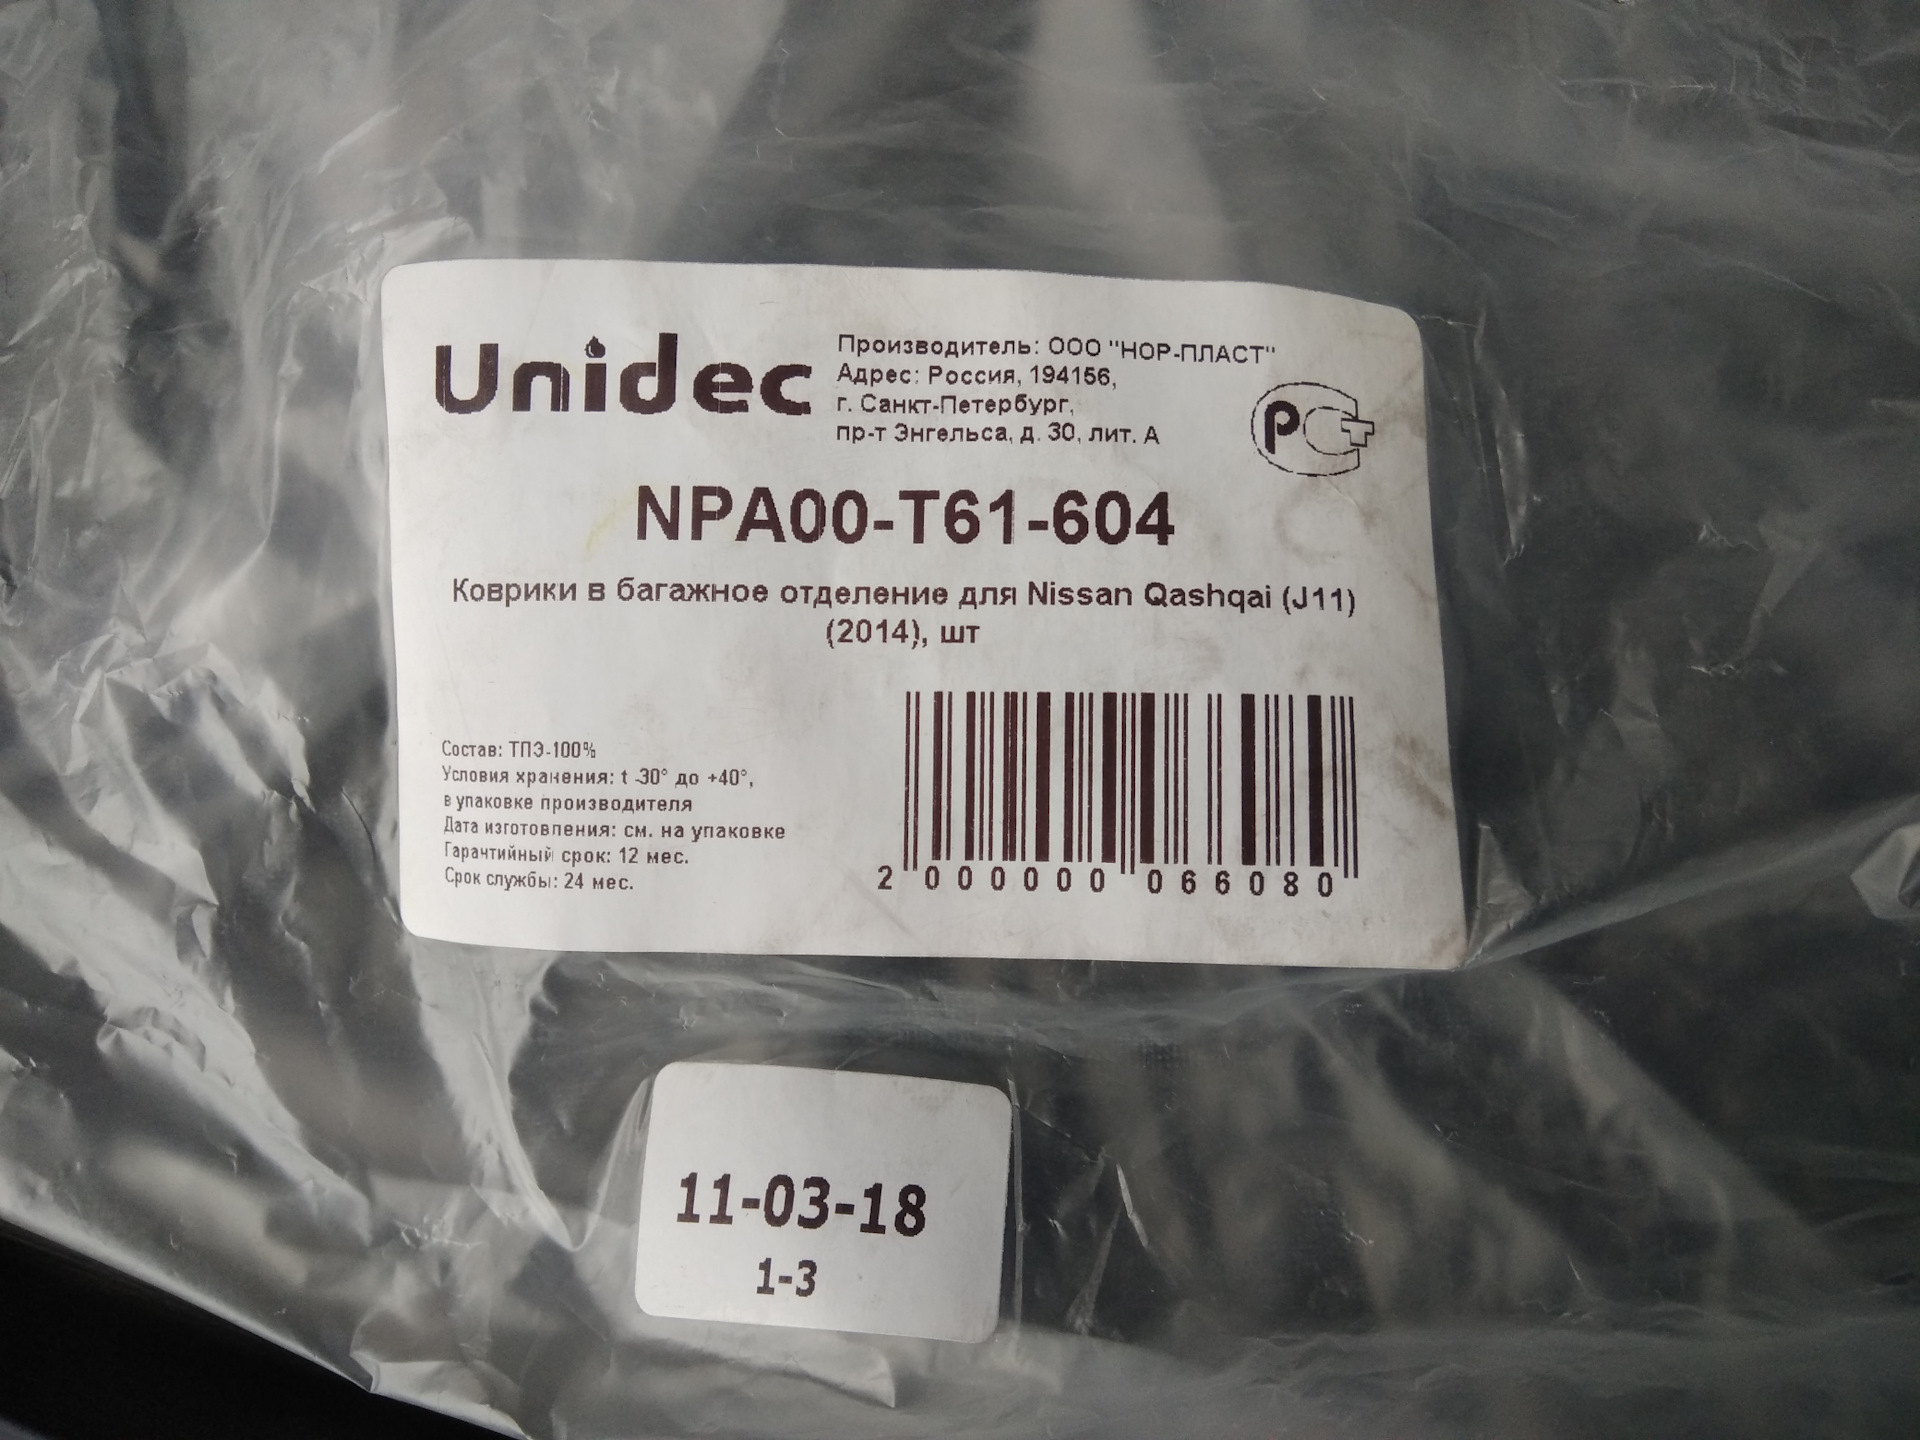 Unidec
Производитель: ООО "НОР-ПЛАСТ"
Адрес: Россия, 194156,
г. Санкт-Петербург,
пр-т Энгельса, д. 30, лит. А
РСТ
NPA00-T61-604
Коврики в багажное отделение для Nissan Qashqai (J11)
(2014), шт
Состав: ТПЭ-100%
Условия хранения: t -30° до +40°,
в упаковке производителя
Дата изготовления: см. на упаковке
Гарантийный срок: 12 мес.
Срок службы: 24 мес.
2 000000 066080
11-03-18
1-3